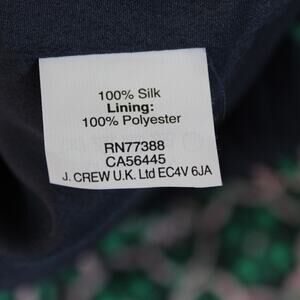 100% Silk
Lining:
100% Polyester
RN77388
CA56445
J. CREW U.K. Ltd EC4V 6JA